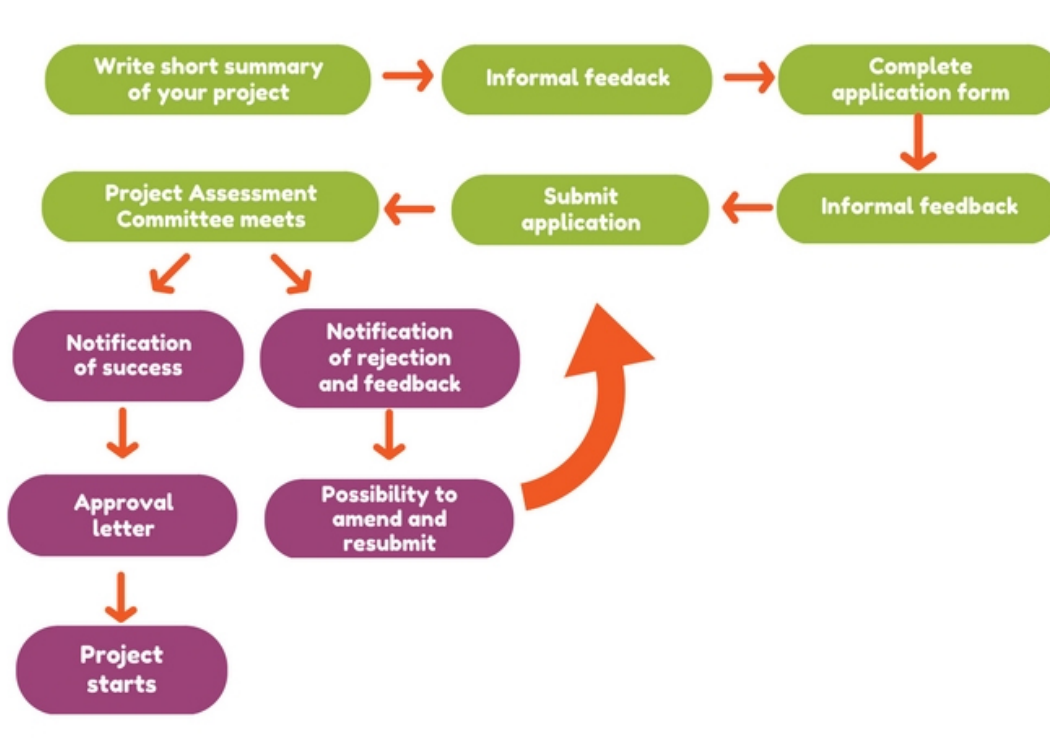 Write short summary
of your project
Informal feedack
Complete
application form
Informal feedback
Submit
application
Project Assessment
Committee meets
Notification
of success
Notification
of rejection
and feedback
Approval
letter
Possibility to
amend and
resubmit
Project
starts